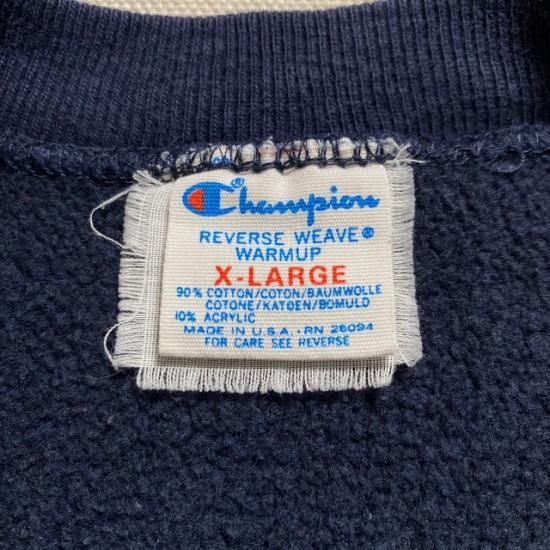 Champion®
REVERSE WEAVE®
WARMUP
X-LARGE
90% COTTON/COTON/BAUMWOLLE
COTONE/KATOEN/BOMULD
10% ACRYLIC
MADE IN U.S.A. · RN 26094
FOR CARE SEE REVERSE